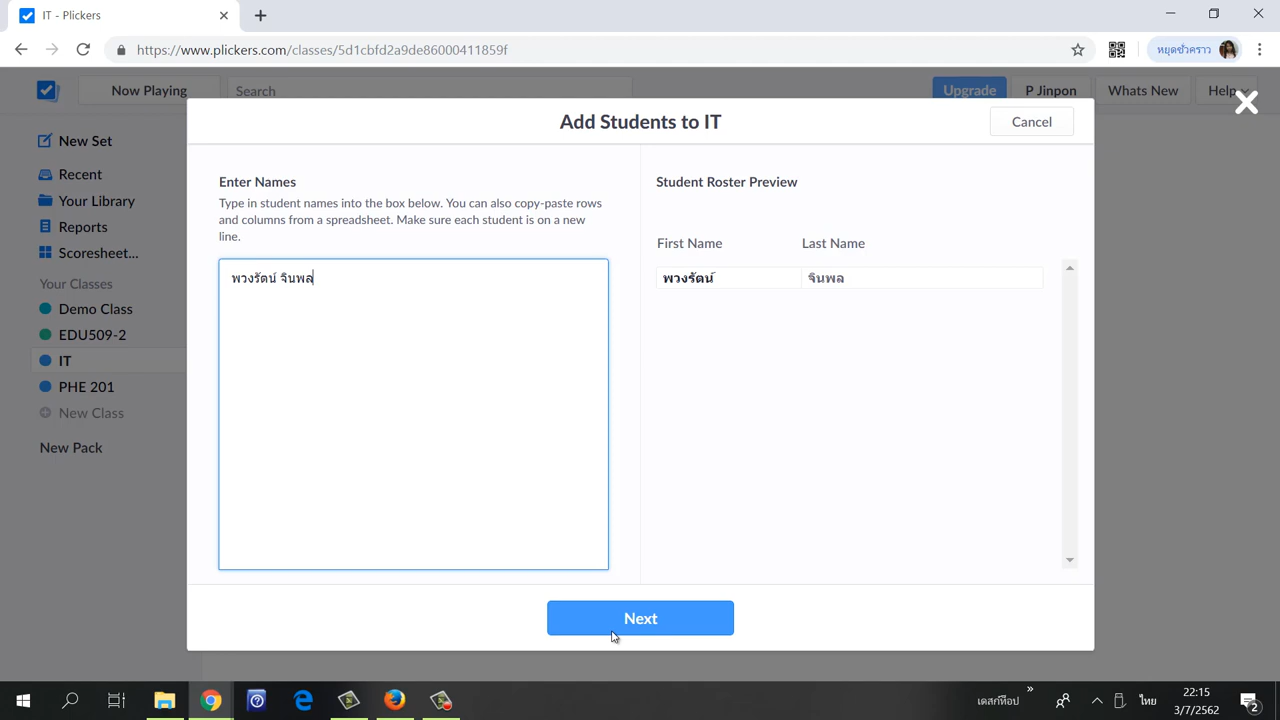 IT - Plickers
https://www.plickers.com/classes/5d1cbfd2a9de86000411859f
หยุดชั่วคราว
Now Playing
Search
Upgrade
P Jinpon
Whats New
Help
New Set
Recent
Your Library
Reports
Scoresheet...
Your Classes
Demo Class
EDU509-2
IT
PHE 201
New Class
New Pack
Add Students to IT
Cancel
Enter Names
Type in student names into the box below. You can also copy-paste rows
and columns from a spreadsheet. Make sure each student is on a new
line.
พวงรัตน์ จินพล
Student Roster Preview
First Name Last Name
พวงรัตน์ จินพล
Next
เดสก์ท็อป
ไทย
22:15
3/7/2562
2